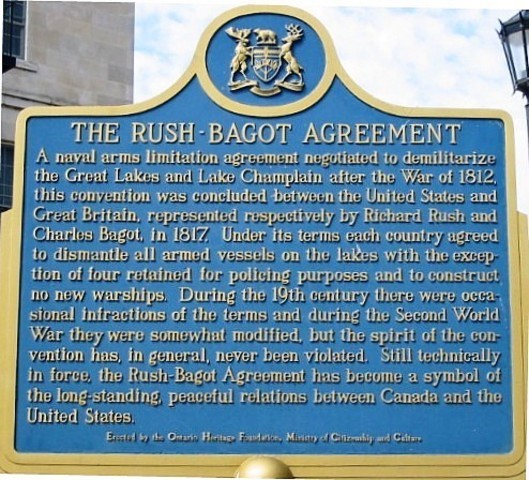 THE RUSH-BAGOT AGREEMENT
A naval arms limitation agreement negotiated to demilitarize
the Great Lakes and Lake Champlain after the War of 1812,
this convention was concluded between the United States and
Great Britain, represented respectively by Richard Rush and
Charles Bagot, in 1817. Under its terms each country agreed
to dismantle all armed vessels on the lakes with the excep-
tion of four retained for policing purposes and to construct
no new warships. During the 19th century there were occa-
sional infractions of the terms and during the Second World
War they were somewhat modified, but the spirit of the con-
vention has, in general, never been violated. Still technically
in force, the Rush-Bagot Agreement has become a symbol of
the long-standing, peaceful relations between Canada and the
United States.
Erected by the Ontario Heritage Foundation, Ministry of Citizenship and Culture